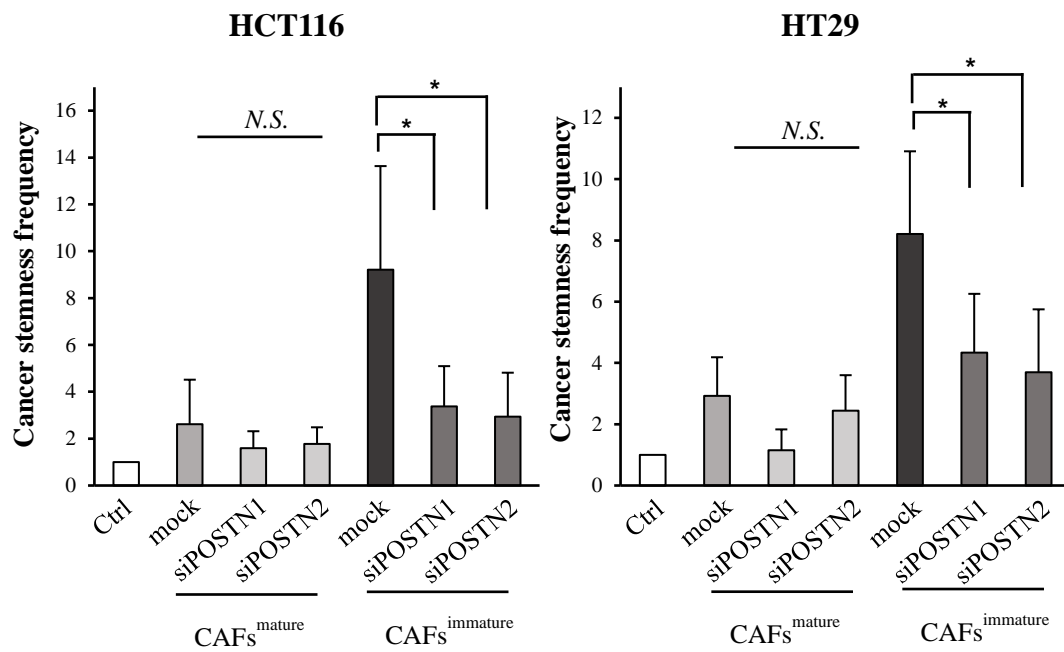 HCT116
Cancer stemness frequency
16
14
12
10
8
6
4
2
0
N.S.
*
*
Ctrl
mock
siPOSTN1
siPOSTN2
mock
siPOSTN1
siPOSTN2
CAFs mature
CAFs immature
HT29
Cancer stemness frequency
12
10
8
6
4
2
0
N.S.
*
*
Ctrl
mock
siPOSTN1
siPOSTN2
mock
siPOSTN1
siPOSTN2
CAFs mature
CAFs immature